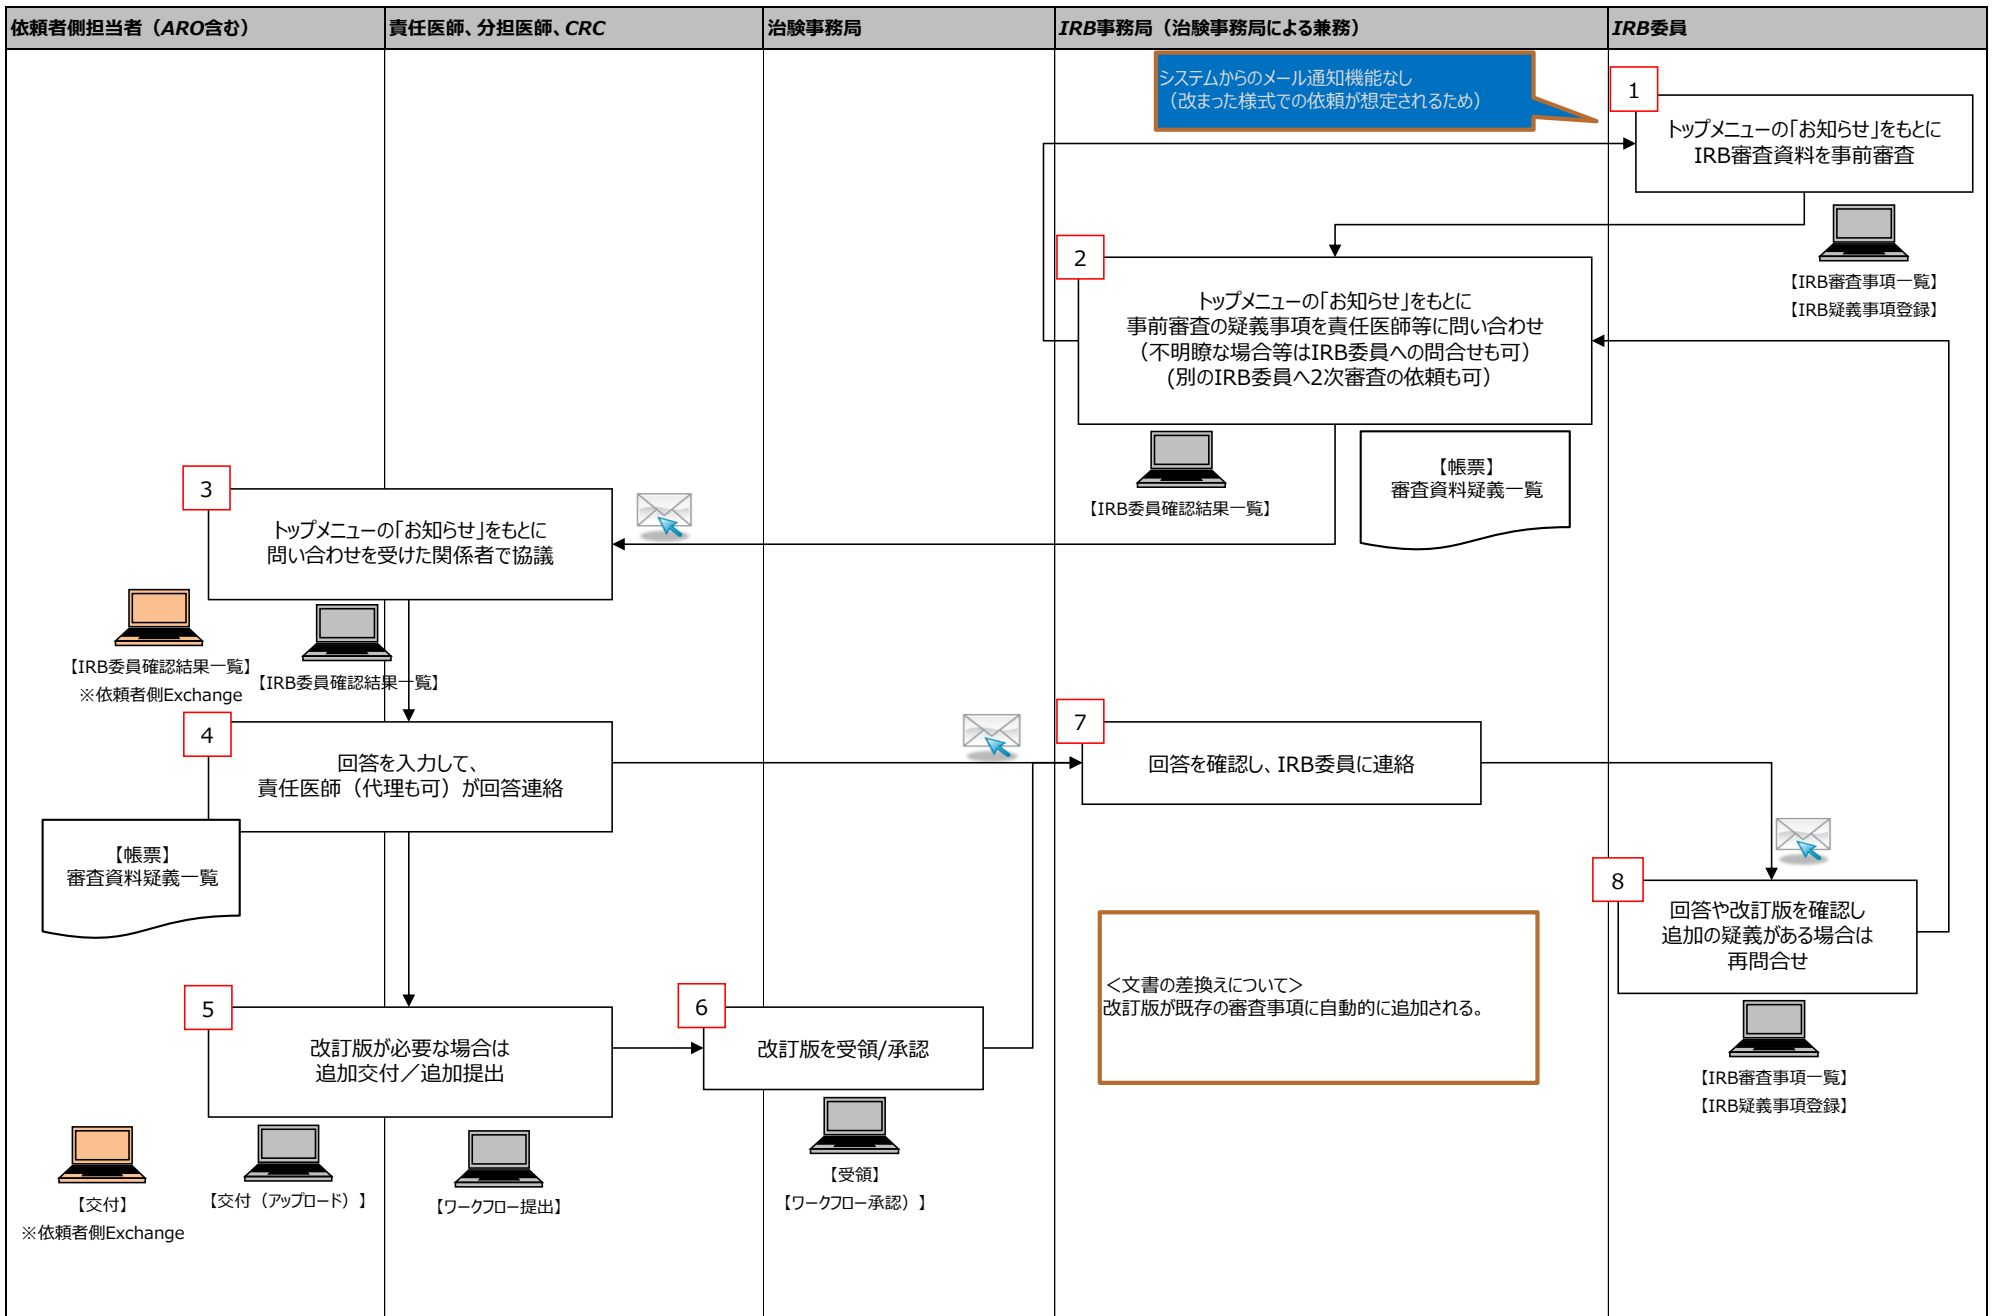 依頼者側担当者（ARO含む）
責任医師、分担医師、CRC
治験事務局
IRB事務局（治験事務局による兼務）
IRB委員
システムからのメール通知機能なし
（改まった様式での依頼が想定されるため）
1
トップメニューの「お知らせ」をもとに
IRB審査資料を事前審査
【IRB審査事項一覧】
【IRB疑義事項登録】
2
トップメニューの「お知らせ」をもとに
事前審査の疑義事項を責任医師等に問い合わせ
（不明瞭な場合等はIRB委員への問合せも可）
(別のIRB委員へ2次審査の依頼も可）
【IRB委員確認結果一覧】
【帳票】
審査資料疑義一覧
3
トップメニューの「お知らせ」をもとに
問い合わせを受けた関係者で協議
【IRB委員確認結果一覧】
※依頼者側Exchange
【IRB委員確認結果一覧】
4
回答を入力して、
責任医師（代理も可）が回答連絡
【帳票】
審査資料疑義一覧
7
回答を確認し、IRB委員に連絡
8
回答や改訂版を確認し
追加の疑義がある場合は
再問合せ
【IRB審査事項一覧】
【IRB疑義事項登録】
＜文書の差換えについて＞
改訂版が既存の審査事項に自動的に追加される。
5
改訂版が必要な場合は
追加交付／追加提出
【交付】
※依頼者側Exchange
【交付（アップロード）】
【ワークフロー提出】
6
改訂版を受領/承認
【受領】
【ワークフロー承認）】